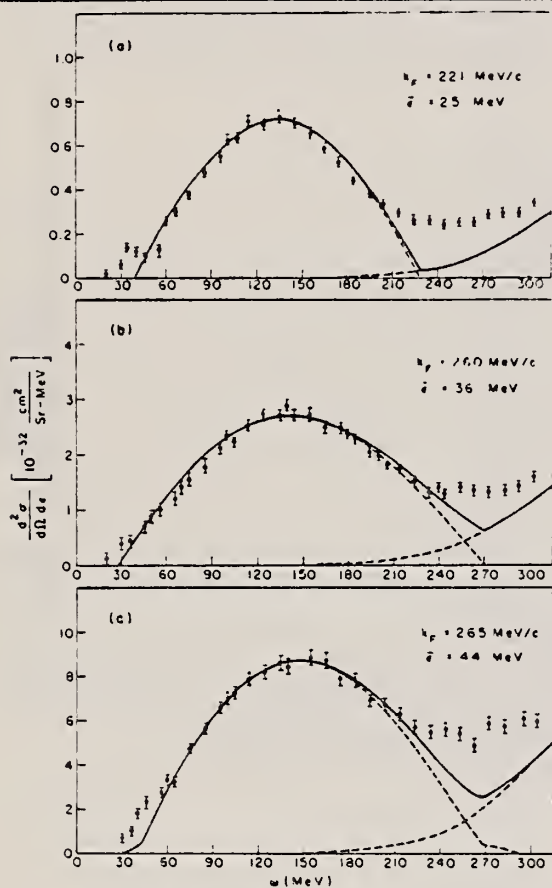 (a)
k_F = 221 MeV/c
ε̄ = 25 MeV
1.0
0.8
0.6
0.4
0.2
0
0 30 60 90 120 150 180 210 240 270 300
(b)
k_F = 260 MeV/c
ε̄ = 36 MeV
4
3
2
1
0
0 30 60 90 120 150 180 210 240 270 300
d²σ/dΩdε [10⁻³² cm²/Sr-MeV]
(c)
k_F = 265 MeV/c
ε̄ = 44 MeV
10
8
6
4
2
0
0 30 60 90 120 150 180 210 240 270 300
ω (MeV)